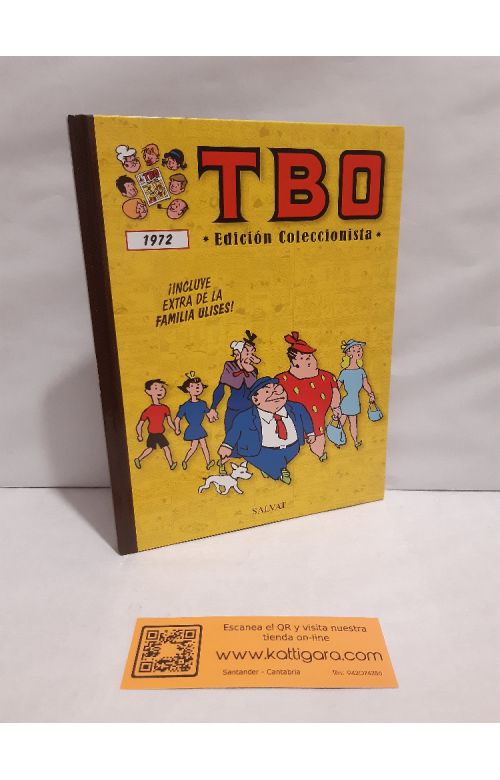 TBO
1972
* Edición Coleccionista *
¡INCLUYE
EXTRA DE LA
FAMILIA ULISES!
SALVAT
Escanea el QR y visita nuestra
tienda on-line
www.kattigara.com
Santander - Cantabria